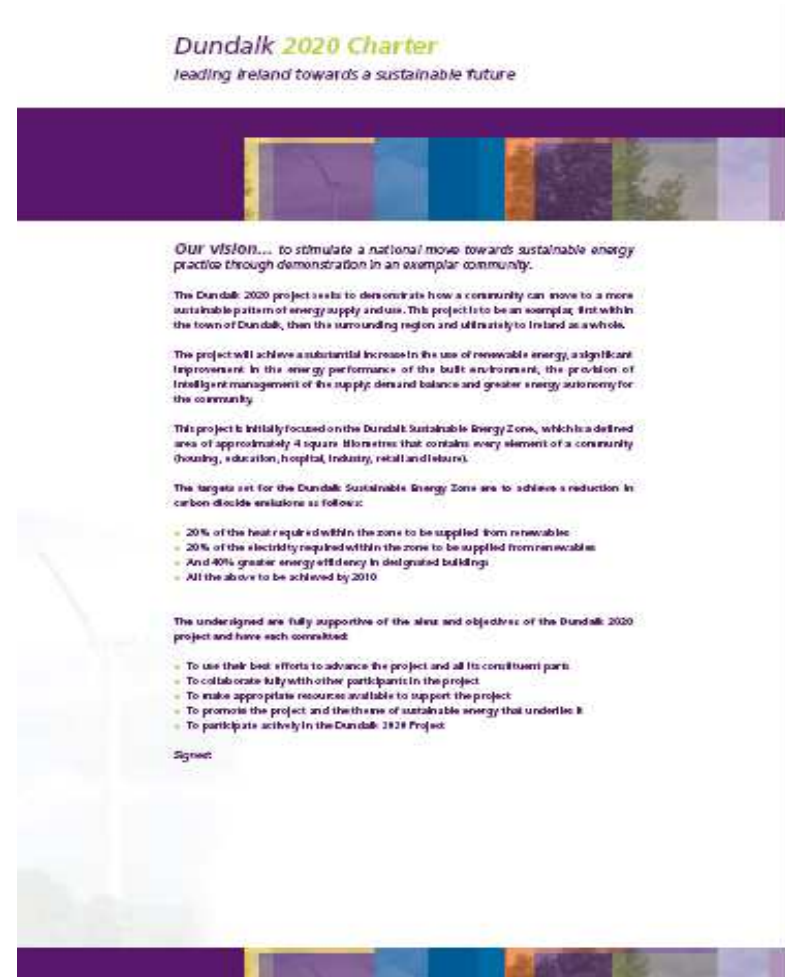 Dundalk 2020 Charter
leading Ireland towards a sustainable future
Our vision... to stimulate a national move towards sustainable energy
practice through demonstration in an exemplar community.
The Dundalk 2020 project seeks to demonstrate how a community can move to a more
sustainable pattern of energy supply and use. This project is to be an exemplar, first within
the town of Dundalk, then the surrounding region and ultimately to Ireland as a whole.
The project will achieve a substantial increase in the use of renewable energy, a significant
improvement in the energy performance of the built environment, the provision of
intelligent management of the supply: demand balance and greater energy autonomy for
the community.
This project is initially focused on the Dundalk Sustainable Energy Zone, which is a defined
area of approximately 4 square kilometres that contains every element of a community
(housing, education, hospital, industry, retail and leisure).
The targets set for the Dundalk Sustainable Energy Zone are to achieve a reduction in
carbon dioxide emissions as follows:
- 20% of the heat required within the zone to be supplied from renewables
- 20% of the electricity required within the zone to be supplied from renewables
- And 40% greater energy efficiency in designated buildings
- All the above to be achieved by 2010
The undersigned are fully supportive of the aims and objectives of the Dundalk 2020
project and have each committed:
- To use their best efforts to advance the project and all its constituent parts
- To collaborate fully with other participants in the project
- To make appropriate resources available to support the project
- To promote the project and the theme of sustainable energy that underlies it
- To participate actively in the Dundalk 2020 Project
Signed: